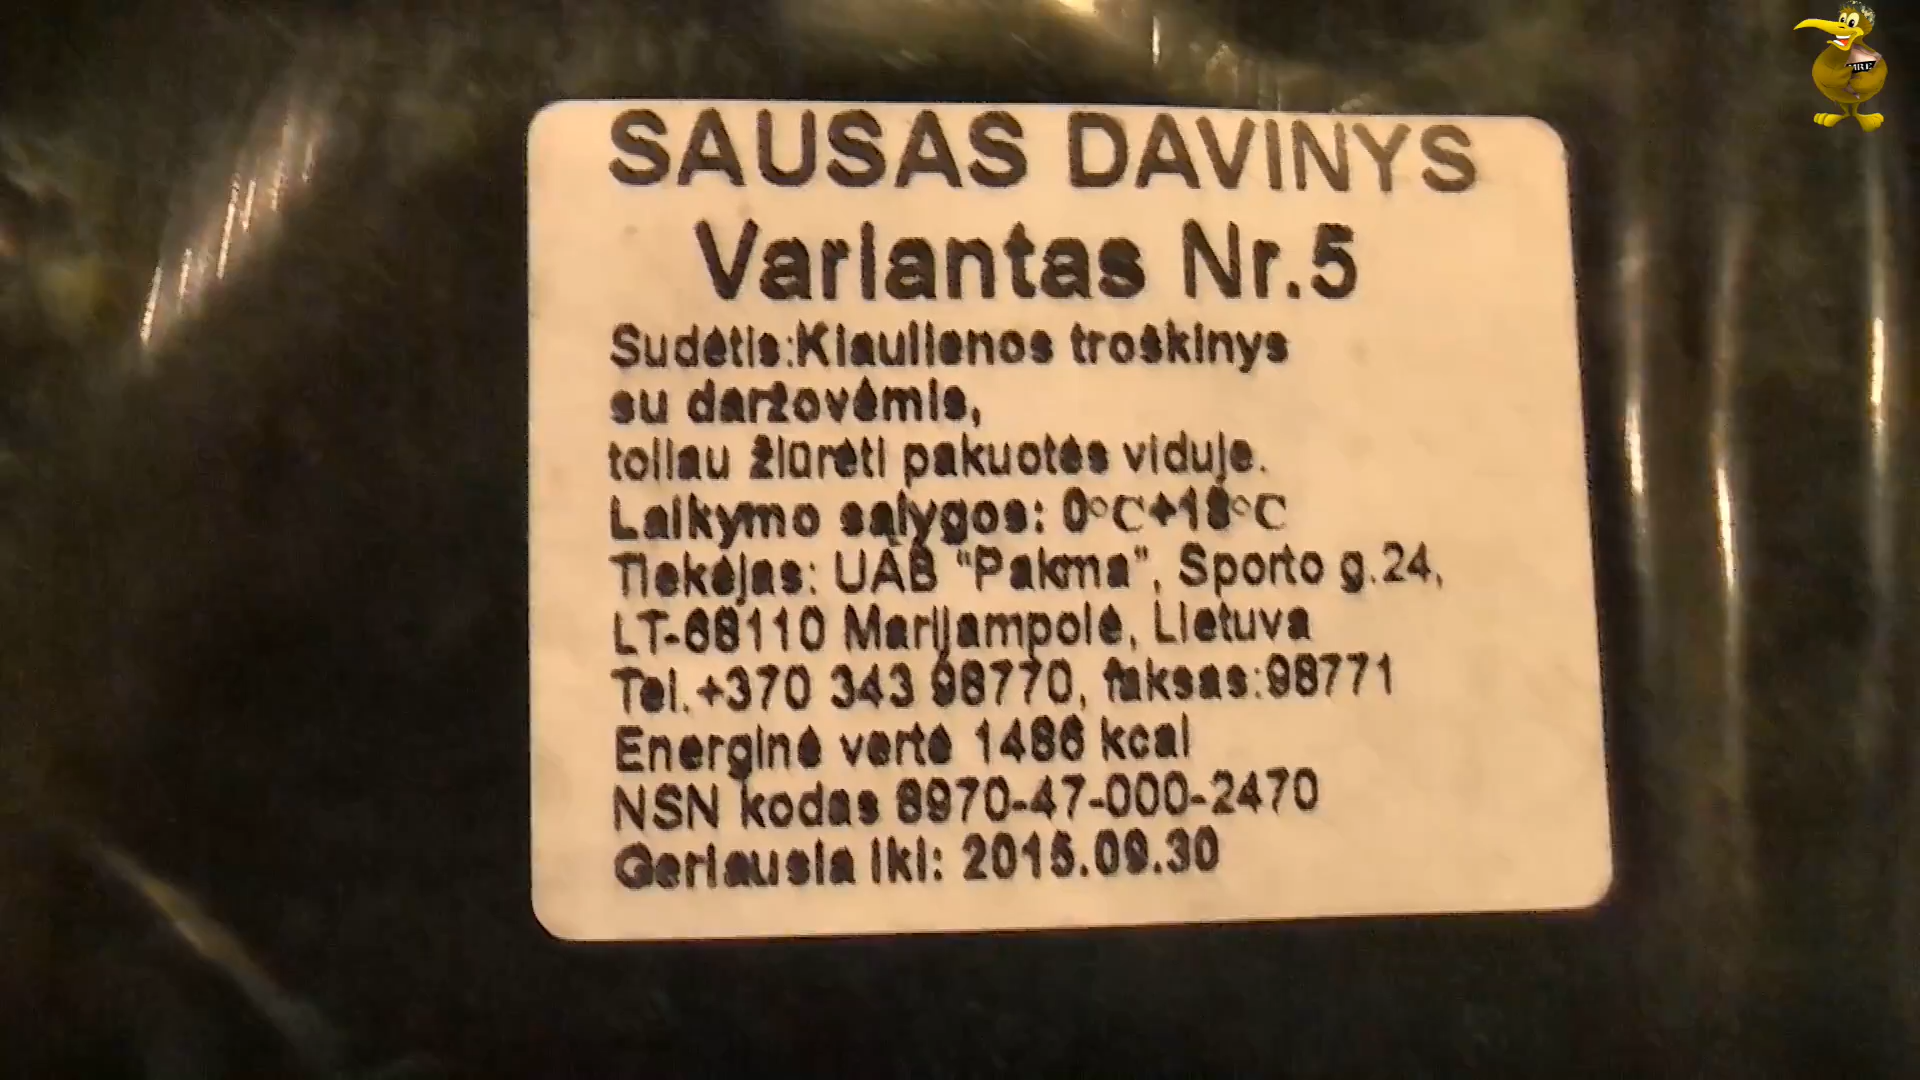 SAUSAS DAVINYS
Variantas Nr.5
Sudėtis:Kiaulienos troškinys
su daržovėmis,
toliau žiūrėti pakuotės viduje.
Laikymo sąlygos: 0°C+18°C
Tiekėjas: UAB "Pakma", Sporto g.24,
LT-68110 Marijampolė, Lietuva
Tel.+370 343 98770, faksas:98771
Energinė vertė 1486 kcal
NSN kodas 8970-47-000-2470
Geriausia iki: 2015.09.30
MRE